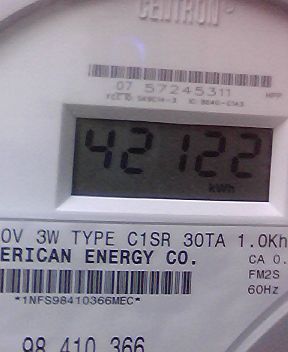 CENTRON®
07 57245311
42122
kWh
0V 3W TYPE C1SR 30TA 1.0Kh
ERICAN ENERGY CO.
CA 0.
FM2S
*1NFS98410366MEC*
60Hz
98 410 366